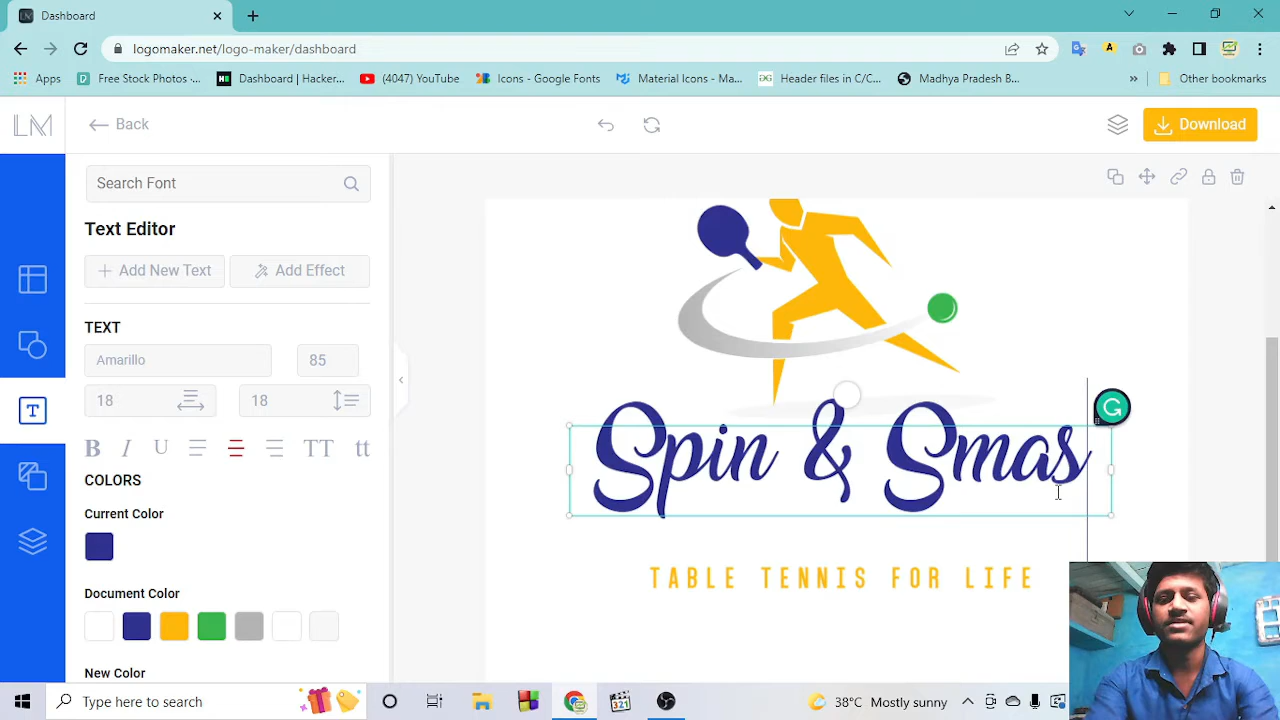 Dashboard
logomaker.net/logo-maker/dashboard
Apps
Free Stock Photos -...
Dashboard | Hacker...
(4047) YouTube
Icons - Google Fonts
Material Icons - Ma...
Header files in C/C...
Madhya Pradesh B...
Other bookmarks
LM
Back
Download
Search Font
Text Editor
Add New Text
Add Effect
TEXT
Amarillo
85
18
18
B I U TT tt
COLORS
Current Color
Document Color
New Color
Spin & Smas
TABLE TENNIS FOR LIFE
Type here to search
321
38°C Mostly sunny